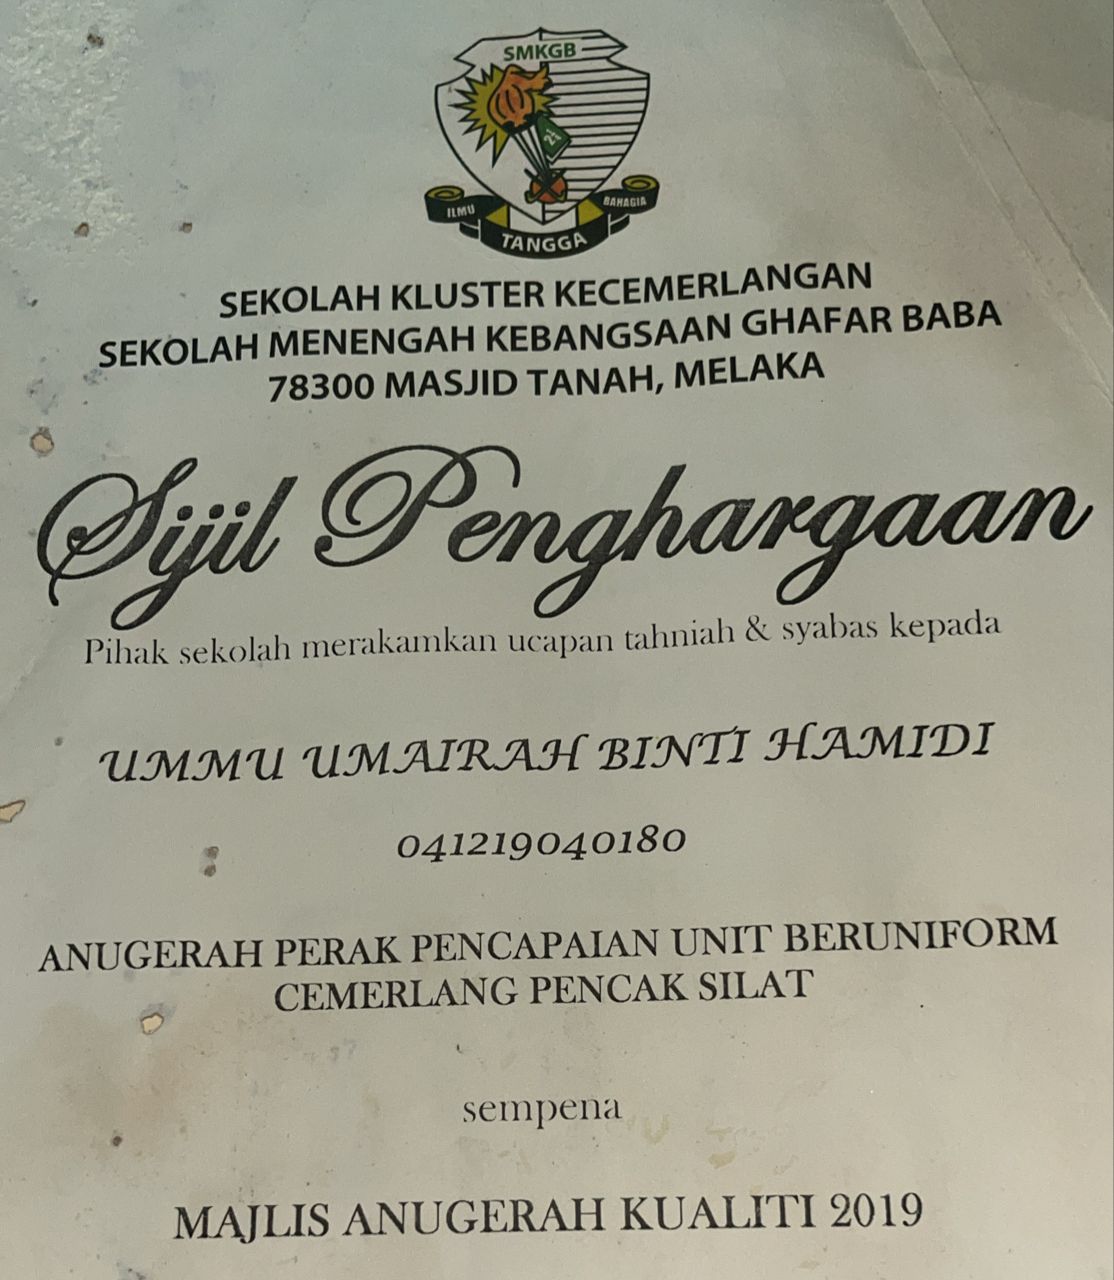 SMKGB
ILMU TANGGA BAHAGIA
SEKOLAH KLUSTER KECEMERLANGAN
SEKOLAH MENENGAH KEBANGSAAN GHAFAR BABA
78300 MASJID TANAH, MELAKA
Sijil Penghargaan
Pihak sekolah merakamkan ucapan tahniah & syabas kepada
UMMU UMAIRAH BINTI HAMIDI
041219040180
ANUGERAH PERAK PENCAPAIAN UNIT BERUNIFORM
CEMERLANG PENCAK SILAT
sempena
MAJLIS ANUGERAH KUALITI 2019